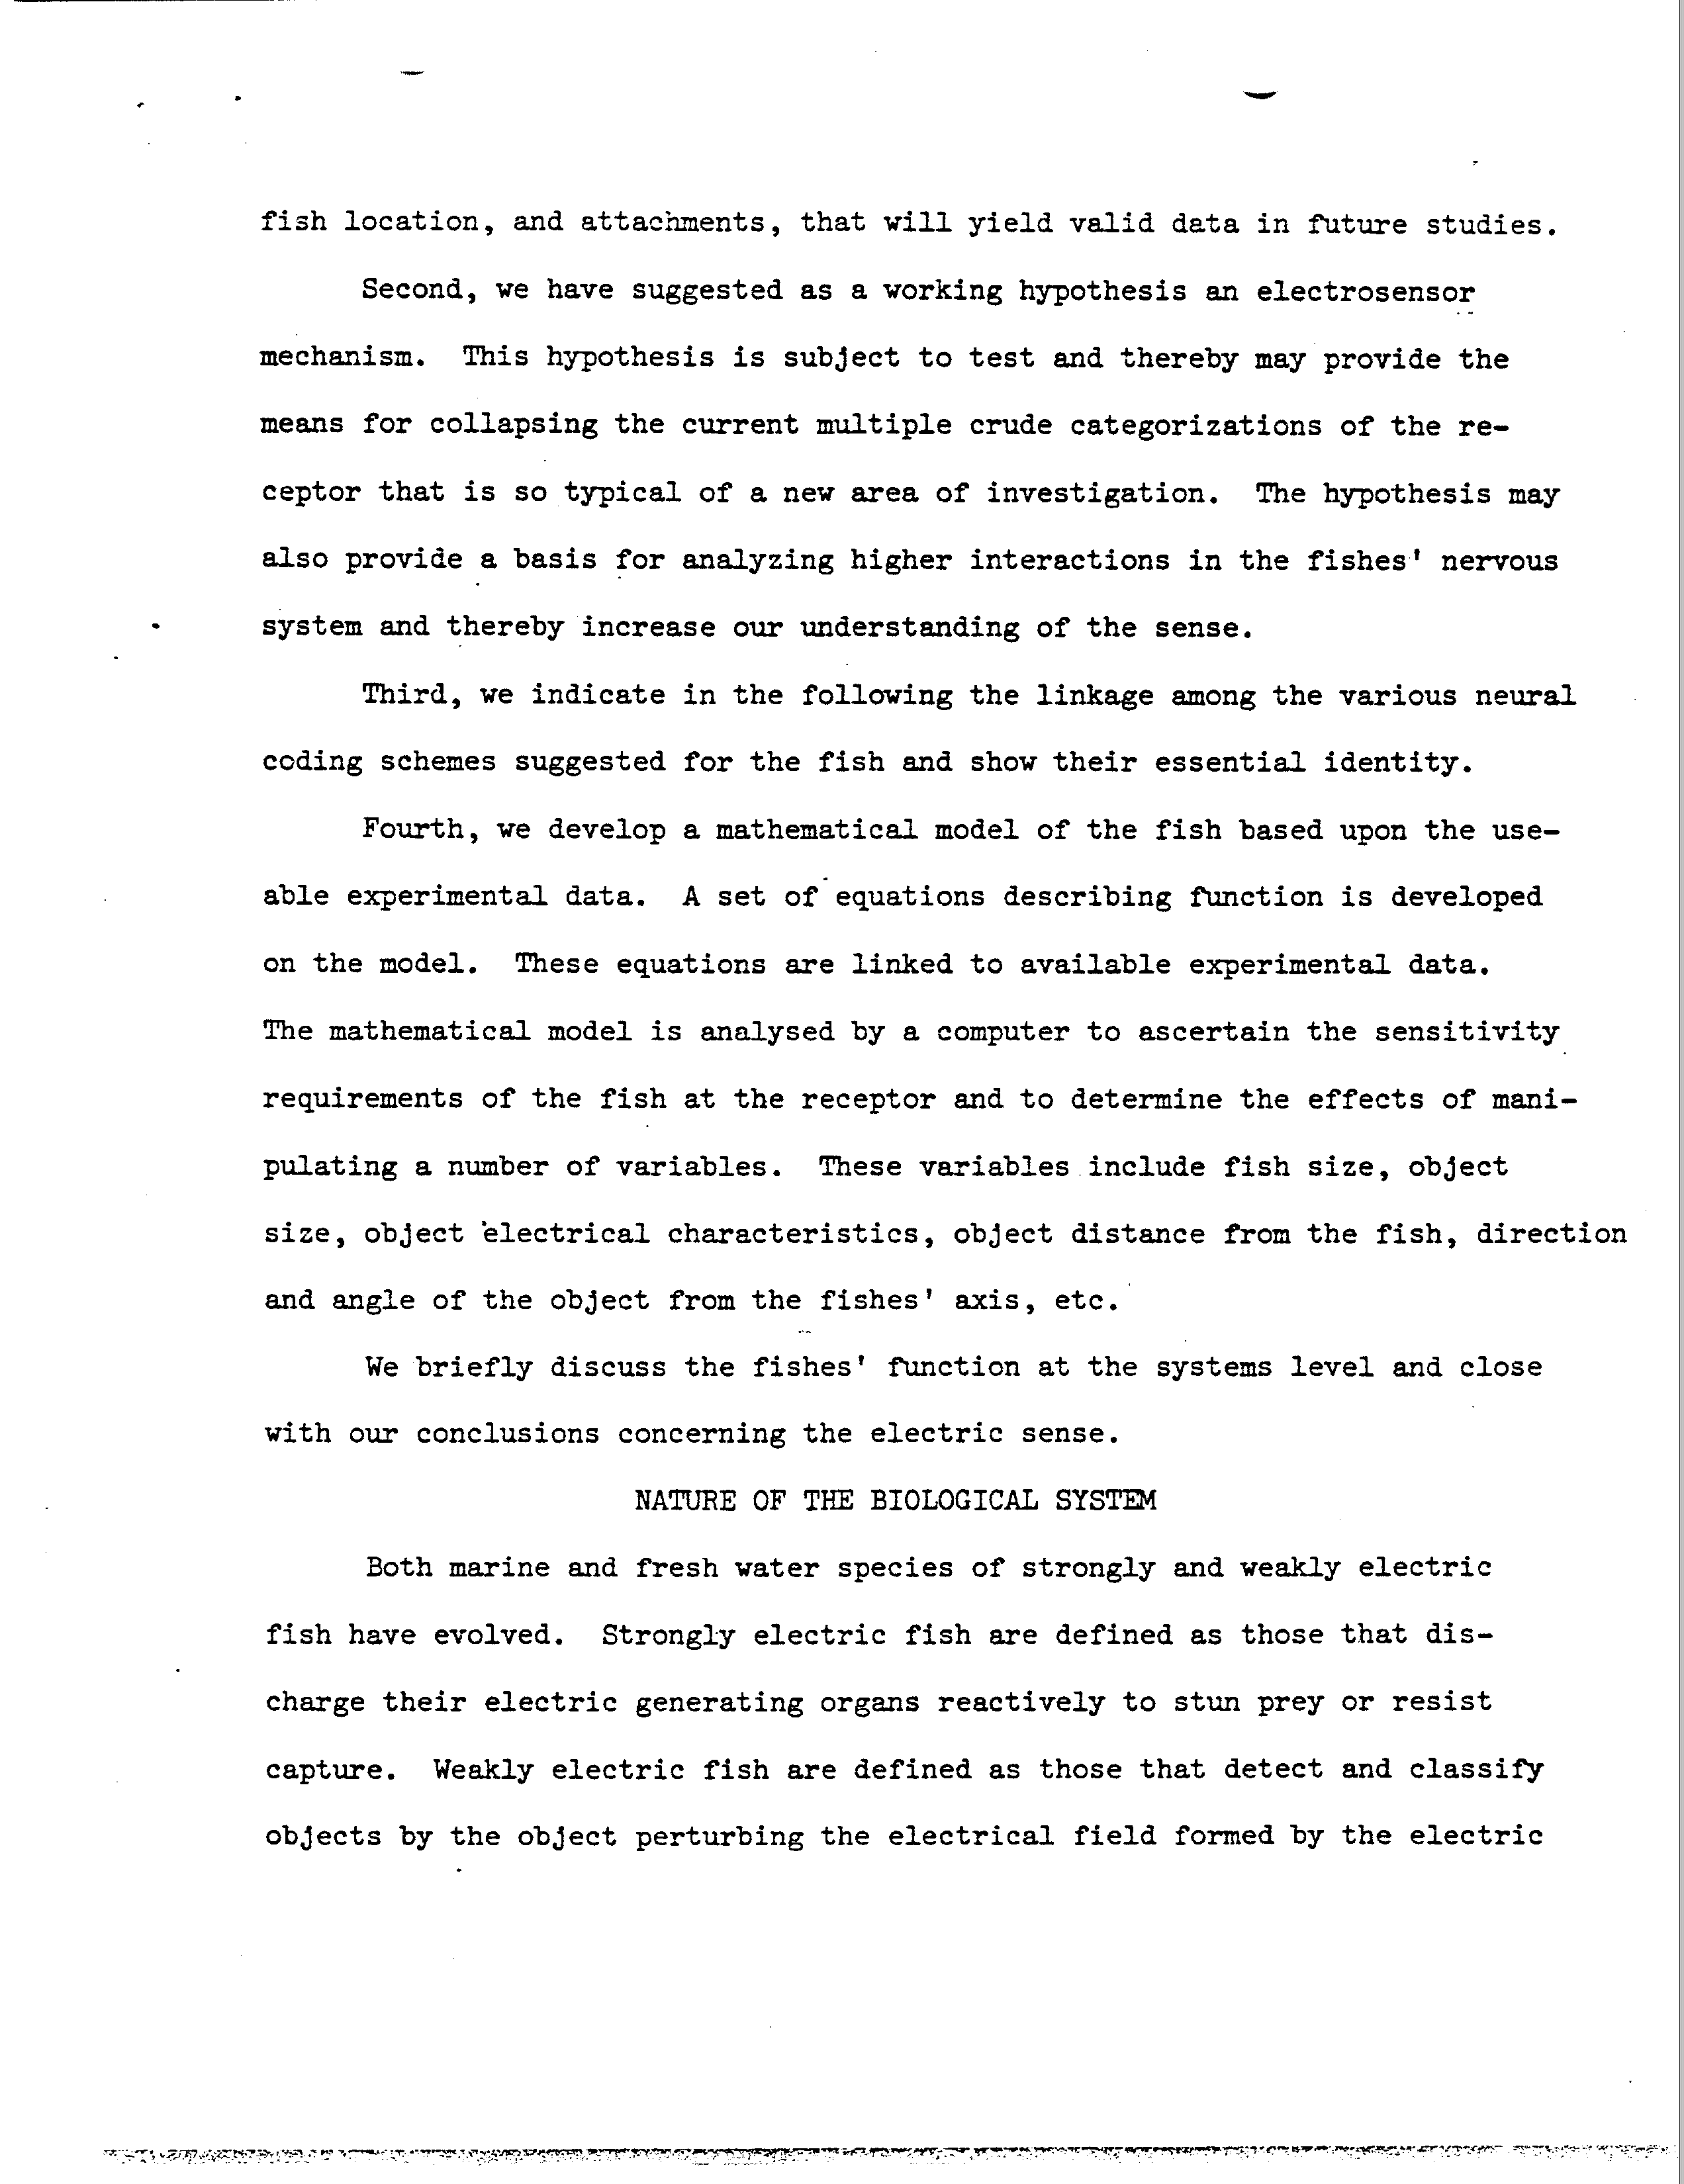 fish location, and attachments, that will yield valid data in future studies.
Second, we have suggested as a working hypothesis an electrosensor
mechanism. This hypothesis is subject to test and thereby may provide the
means for collapsing the current multiple crude categorizations of the re-
ceptor that is so typical of a new area of investigation. The hypothesis may
also provide a basis for analyzing higher interactions in the fishes' nervous
system and thereby increase our understanding of the sense.
Third, we indicate in the following the linkage among the various neural
coding schemes suggested for the fish and show their essential identity.
Fourth, we develop a mathematical model of the fish based upon the use-
able experimental data. A set of equations describing function is developed
on the model. These equations are linked to available experimental data.
The mathematical model is analysed by a computer to ascertain the sensitivity
requirements of the fish at the receptor and to determine the effects of mani-
pulating a number of variables. These variables include fish size, object
size, object electrical characteristics, object distance from the fish, direction
and angle of the object from the fishes' axis, etc.
We briefly discuss the fishes' function at the systems level and close
with our conclusions concerning the electric sense.
NATURE OF THE BIOLOGICAL SYSTEM
Both marine and fresh water species of strongly and weakly electric
fish have evolved. Strongly electric fish are defined as those that dis-
charge their electric generating organs reactively to stun prey or resist
capture. Weakly electric fish are defined as those that detect and classify
objects by the object perturbing the electrical field formed by the electric